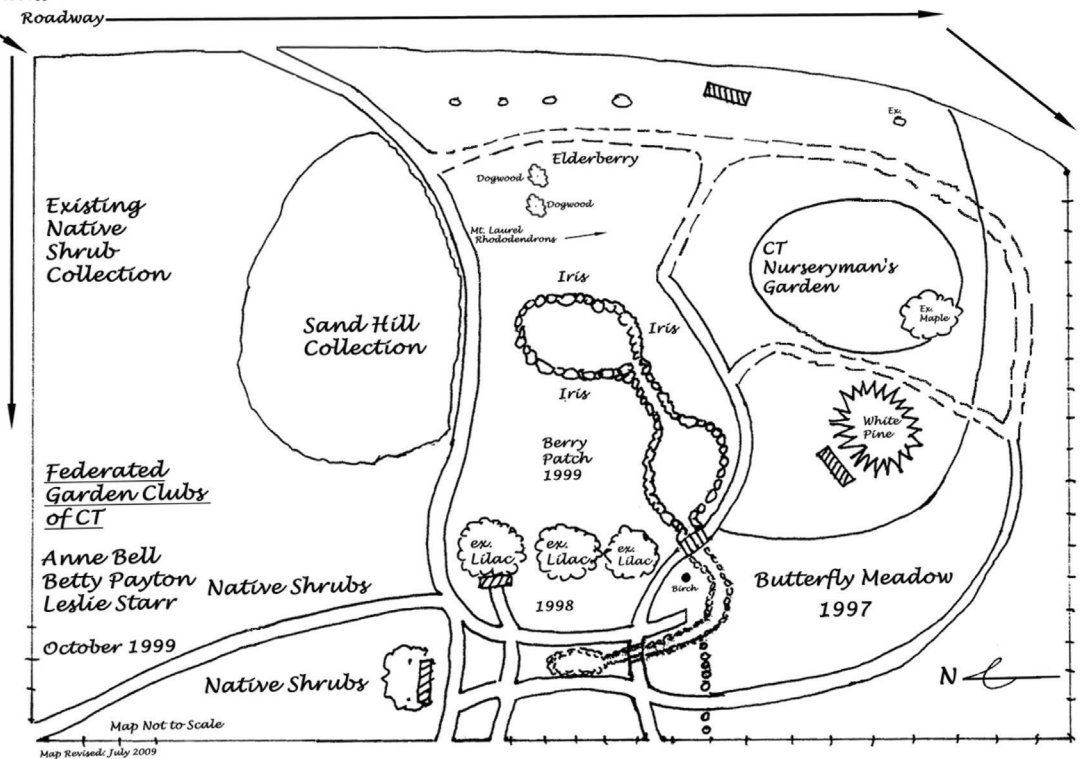 Roadway
Ex.
Elderberry
Dogwood
Dogwood
Mt. Laurel
Rhododendrons
Existing
Native
Shrub
Collection
CT
Nurseryman's
Garden
Ex.
Maple
Iris
Iris
Iris
Sand Hill
Collection
White
Pine
Berry
Patch
1999
Federated
Garden Clubs
of CT
Anne Bell
Betty Payton
Leslie Starr
October 1999
ex.
Lilac
ex.
Lilac
ex.
Lilac
Birch
Butterfly Meadow
1997
Native Shrubs
1998
Native Shrubs
N
Map Not to Scale
Map Revised: July 2009